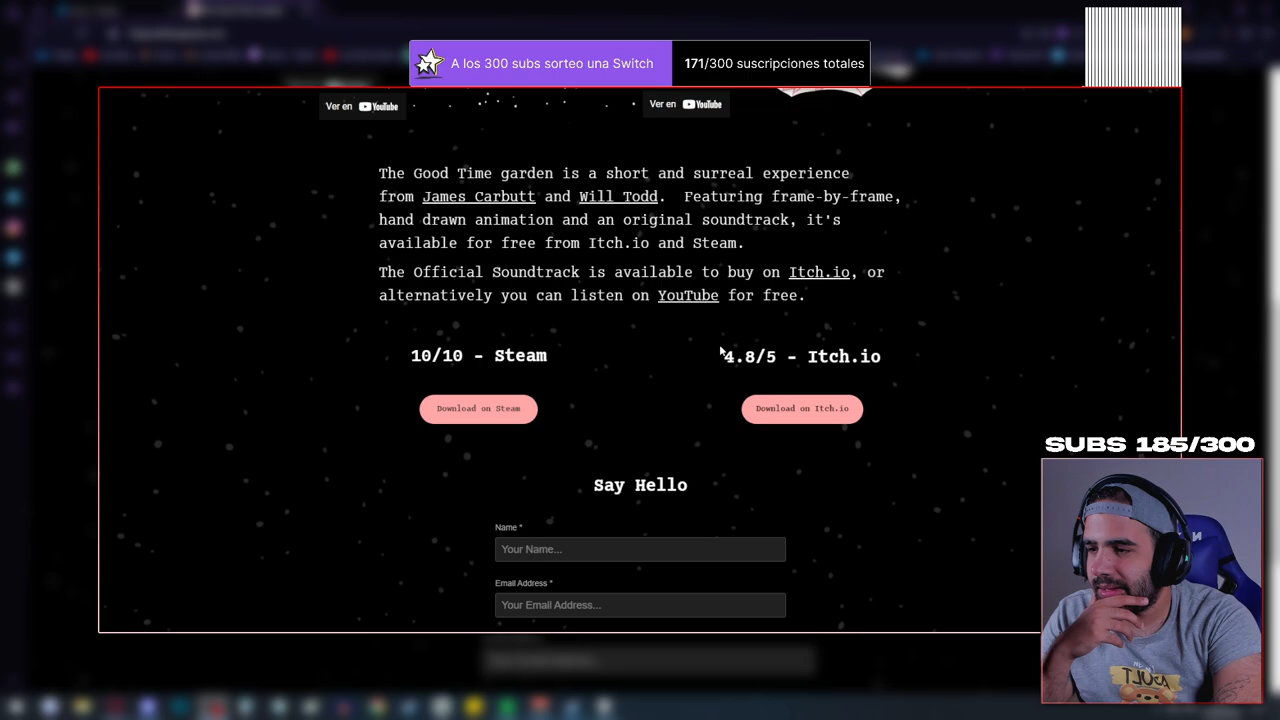 A los 300 subs sorteo una Switch
171/300 suscripciones totales
Ver en YouTube
Ver en YouTube
The Good Time garden is a short and surreal experience
from James Carbutt and Will Todd. Featuring frame-by-frame,
hand drawn animation and an original soundtrack, it's
available for free from Itch.io and Steam.
The Official Soundtrack is available to buy on Itch.io, or
alternatively you can listen on YouTube for free.
10/10 - Steam
4.8/5 - Itch.io
Download on Steam
Download on Itch.io
SUBS 185/300
Say Hello
Name *
Your Name...
Email Address *
Your Email Address...